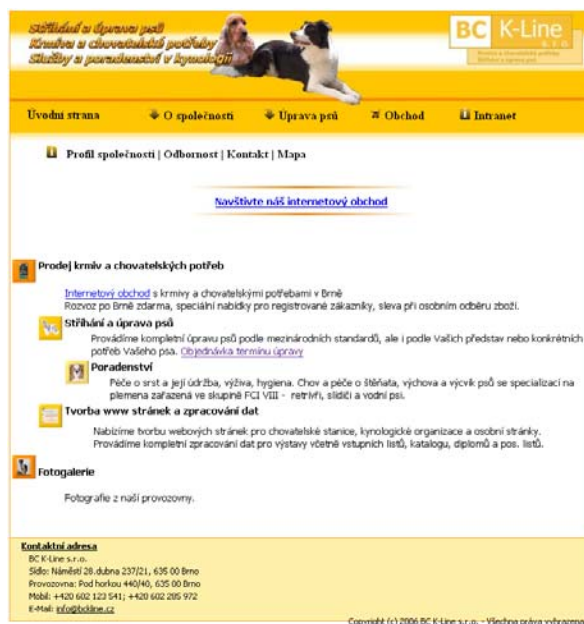 Stříhání a úprava psů
Krmiva a chovatelské potřeby
Služby a poradenství v kynologii
BC K-Line
s. r. o.
Krmiva a chovatelské potřeby
Stříhání a úprava psů
Úvodní strana O společnosti Úprava psů Obchod Intranet
Profil společnosti | Odbornost | Kontakt | Mapa
Navštivte náš internetový obchod
Prodej krmiv a chovatelských potřeb
Internetový obchod s krmivy a chovatelskými potřebami v Brně
Rozvoz po Brně zdarma, speciální nabídky pro registrované zákazníky, sleva při osobním odběru zboží.
Stříhání a úprava psů
Provádíme kompletní úpravu psů podle mezinárodních standardů, ale i podle Vašich představ nebo konkrétních
potřeb Vašeho psa. Objednávka termínu úpravy
Poradenství
Péče o srst a její údržba, výživa, hygiena. Chov a péče o štěňata, výchova a výcvik psů se specializací na
plemena zařazená ve skupině FCI VIII - retrívři, slídiči a vodní psi.
Tvorba www stránek a zpracování dat
Nabízíme tvorbu webových stránek pro chovatelské stanice, kynologické organizace a osobní stránky.
Provádíme kompletní zpracování dat pro výstavy včetně vstupních listů, katalogu, diplomů a pos. listů.
Fotogalerie
Fotografie z naší provozovny.
Kontaktní adresa
BC K-Line s.r.o.
Sídlo: Náměstí 28.dubna 237/21, 635 00 Brno
Provozovna: Pod horkou 440/40, 635 00 Brno
Mobil: +420 602 123 541; +420 602 285 972
E-Mail: info@bckline.cz
Copyright (c) 2006 BC K-Line s.r.o. - Všechna práva vyhrazena